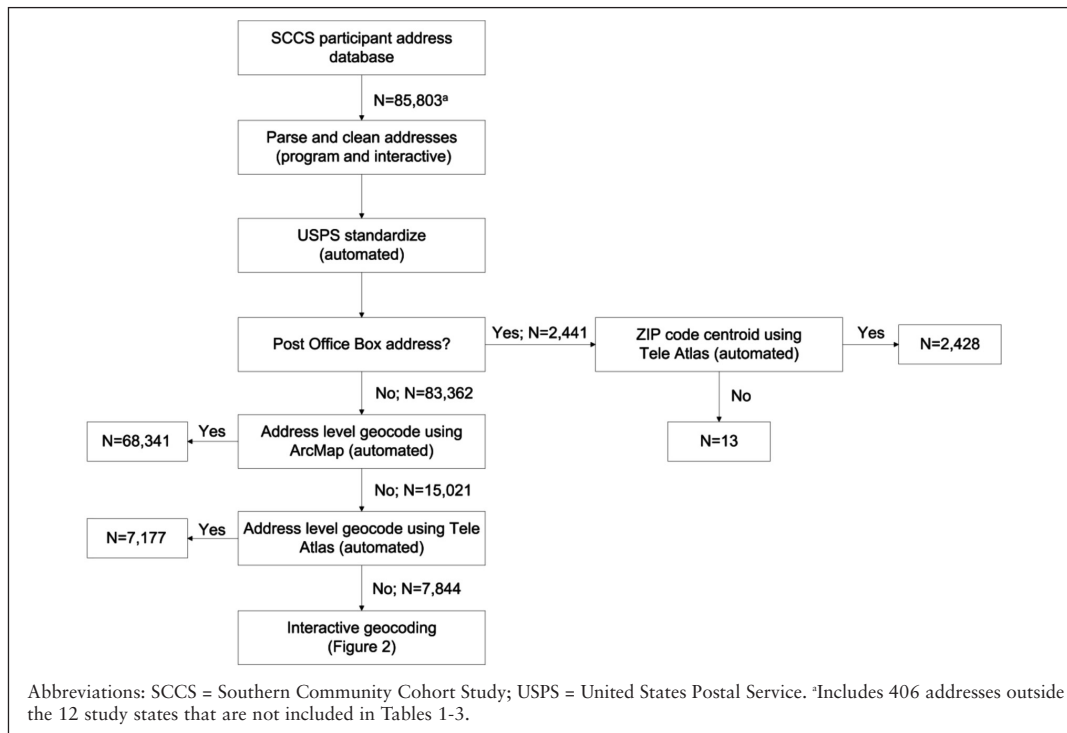 SCCS participant address
database
N=85,803ᵃ
Parse and clean addresses
(program and interactive)
USPS standardize
(automated)
Post Office Box address?
Yes; N=2,441
ZIP code centroid using
Tele Atlas (automated)
Yes
N=2,428
No
N=13
No; N=83,362
Address level geocode using
ArcMap (automated)
Yes
N=68,341
No; N=15,021
Address level geocode using Tele
Atlas (automated)
Yes
N=7,177
No; N=7,844
Interactive geocoding
(Figure 2)
Abbreviations: SCCS = Southern Community Cohort Study; USPS = United States Postal Service. ᵃIncludes 406 addresses outside
the 12 study states that are not included in Tables 1-3.